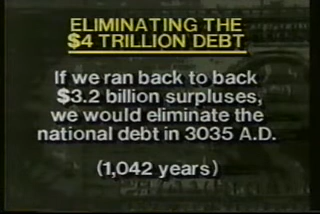 ELIMINATING THE
$4 TRILLION DEBT
If we ran back to back
$3.2 billion surpluses,
we would eliminate the
national debt in 3035 A.D.
(1,042 years)